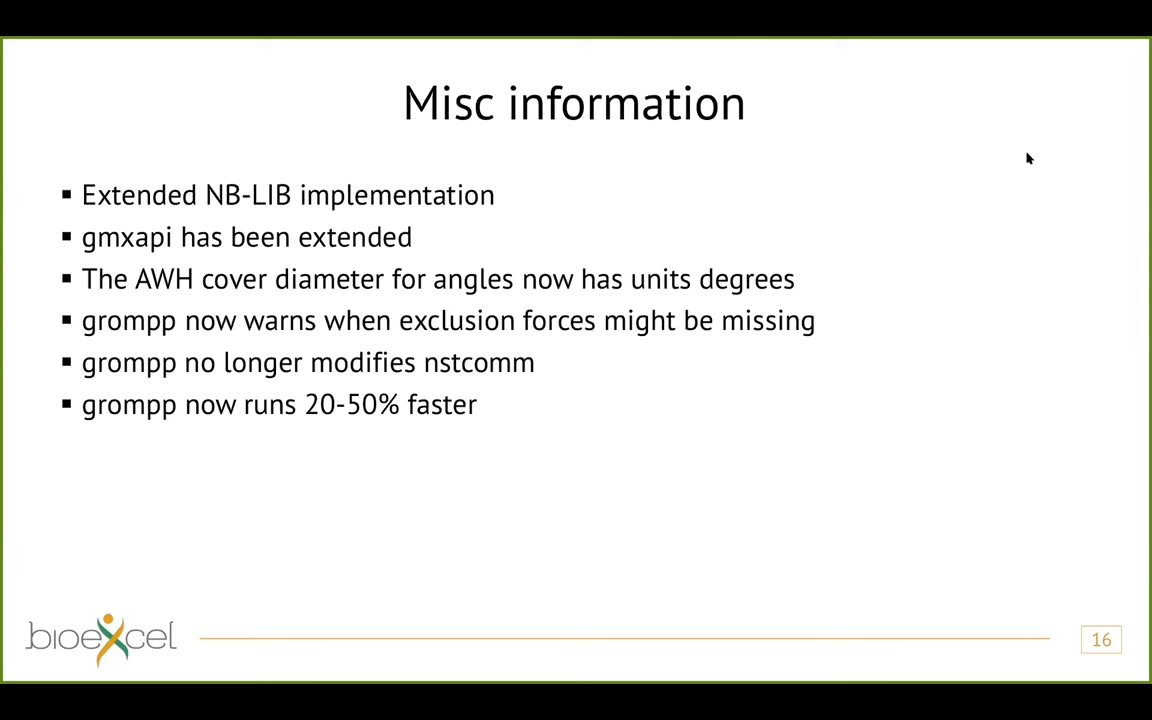 Misc information
▪ Extended NB-LIB implementation
▪ gmxapi has been extended
▪ The AWH cover diameter for angles now has units degrees
▪ grompp now warns when exclusion forces might be missing
▪ grompp no longer modifies nstcomm
▪ grompp now runs 20-50% faster
bioexcel
16